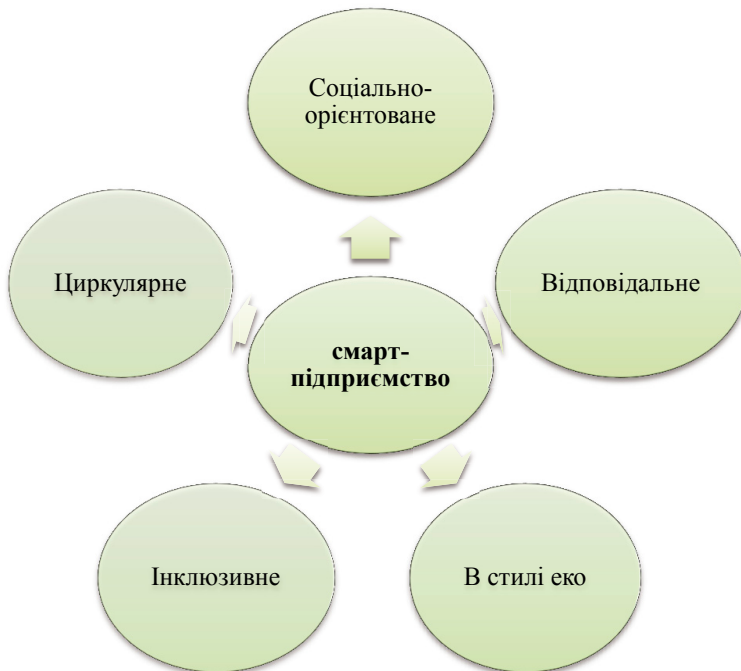 Соціально-
орієнтоване
Циркулярне
Відповідальне
смарт-
підприємство
Інклюзивне
В стилі еко